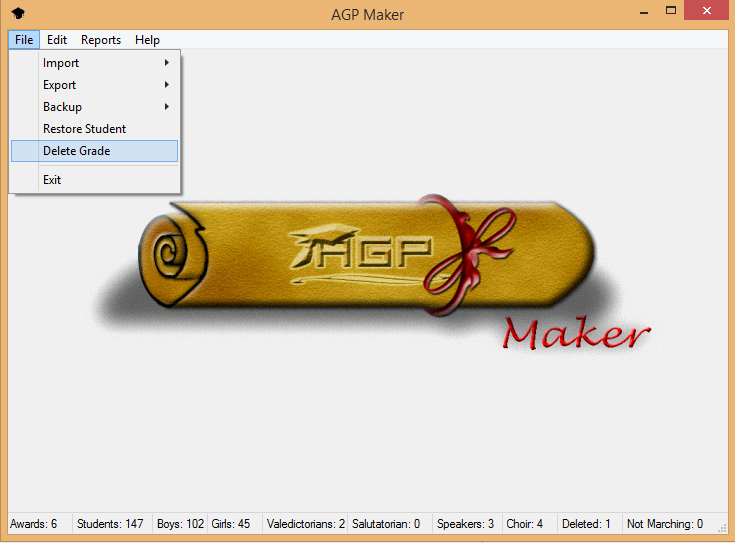 AGP Maker
File Edit Reports Help
Import
Export
Backup
Restore Student
Delete Grade
Exit
AGP
Maker
Awards: 6 Students: 147 Boys: 102 Girls: 45 Valedictorians: 2 Salutatorian: 0 Speakers: 3 Choir: 4 Deleted: 1 Not Marching: 0